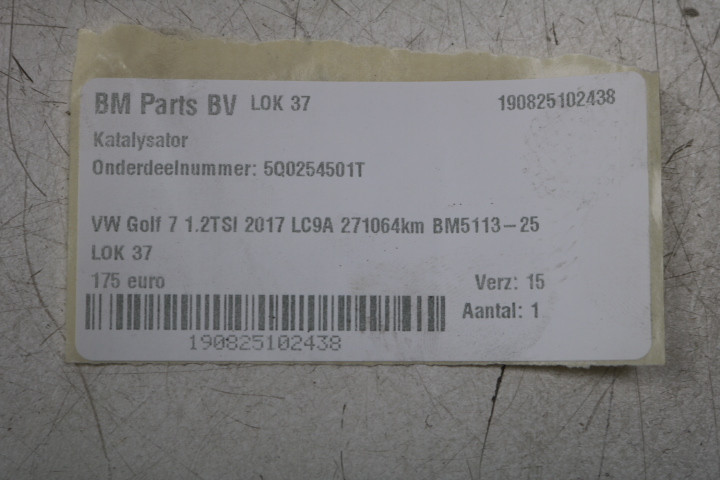 BM Parts BV LOK 37 190825102438
Katalysator
Onderdeelnummer: 5Q0254501T
VW Golf 7 1.2TSI 2017 LC9A 271064km BM5113-25
LOK 37
175 euro Verz: 15
Aantal: 1
190825102438